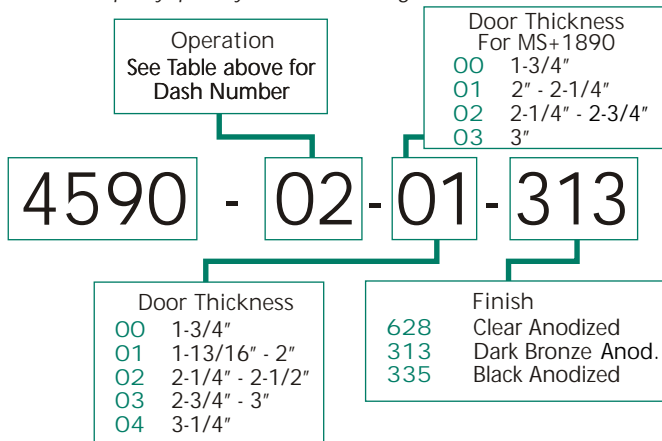 Operation
See Table above for
Dash Number
Door Thickness
For MS+1890
00 1-3/4"
01 2" - 2-1/4"
02 2-1/4" - 2-3/4"
03 3"
4590 - 02-01-313
Door Thickness
00 1-3/4"
01 1-13/16" - 2"
02 2-1/4" - 2-1/2"
03 2-3/4" - 3"
04 3-1/4"
Finish
628 Clear Anodized
313 Dark Bronze Anod.
335 Black Anodized